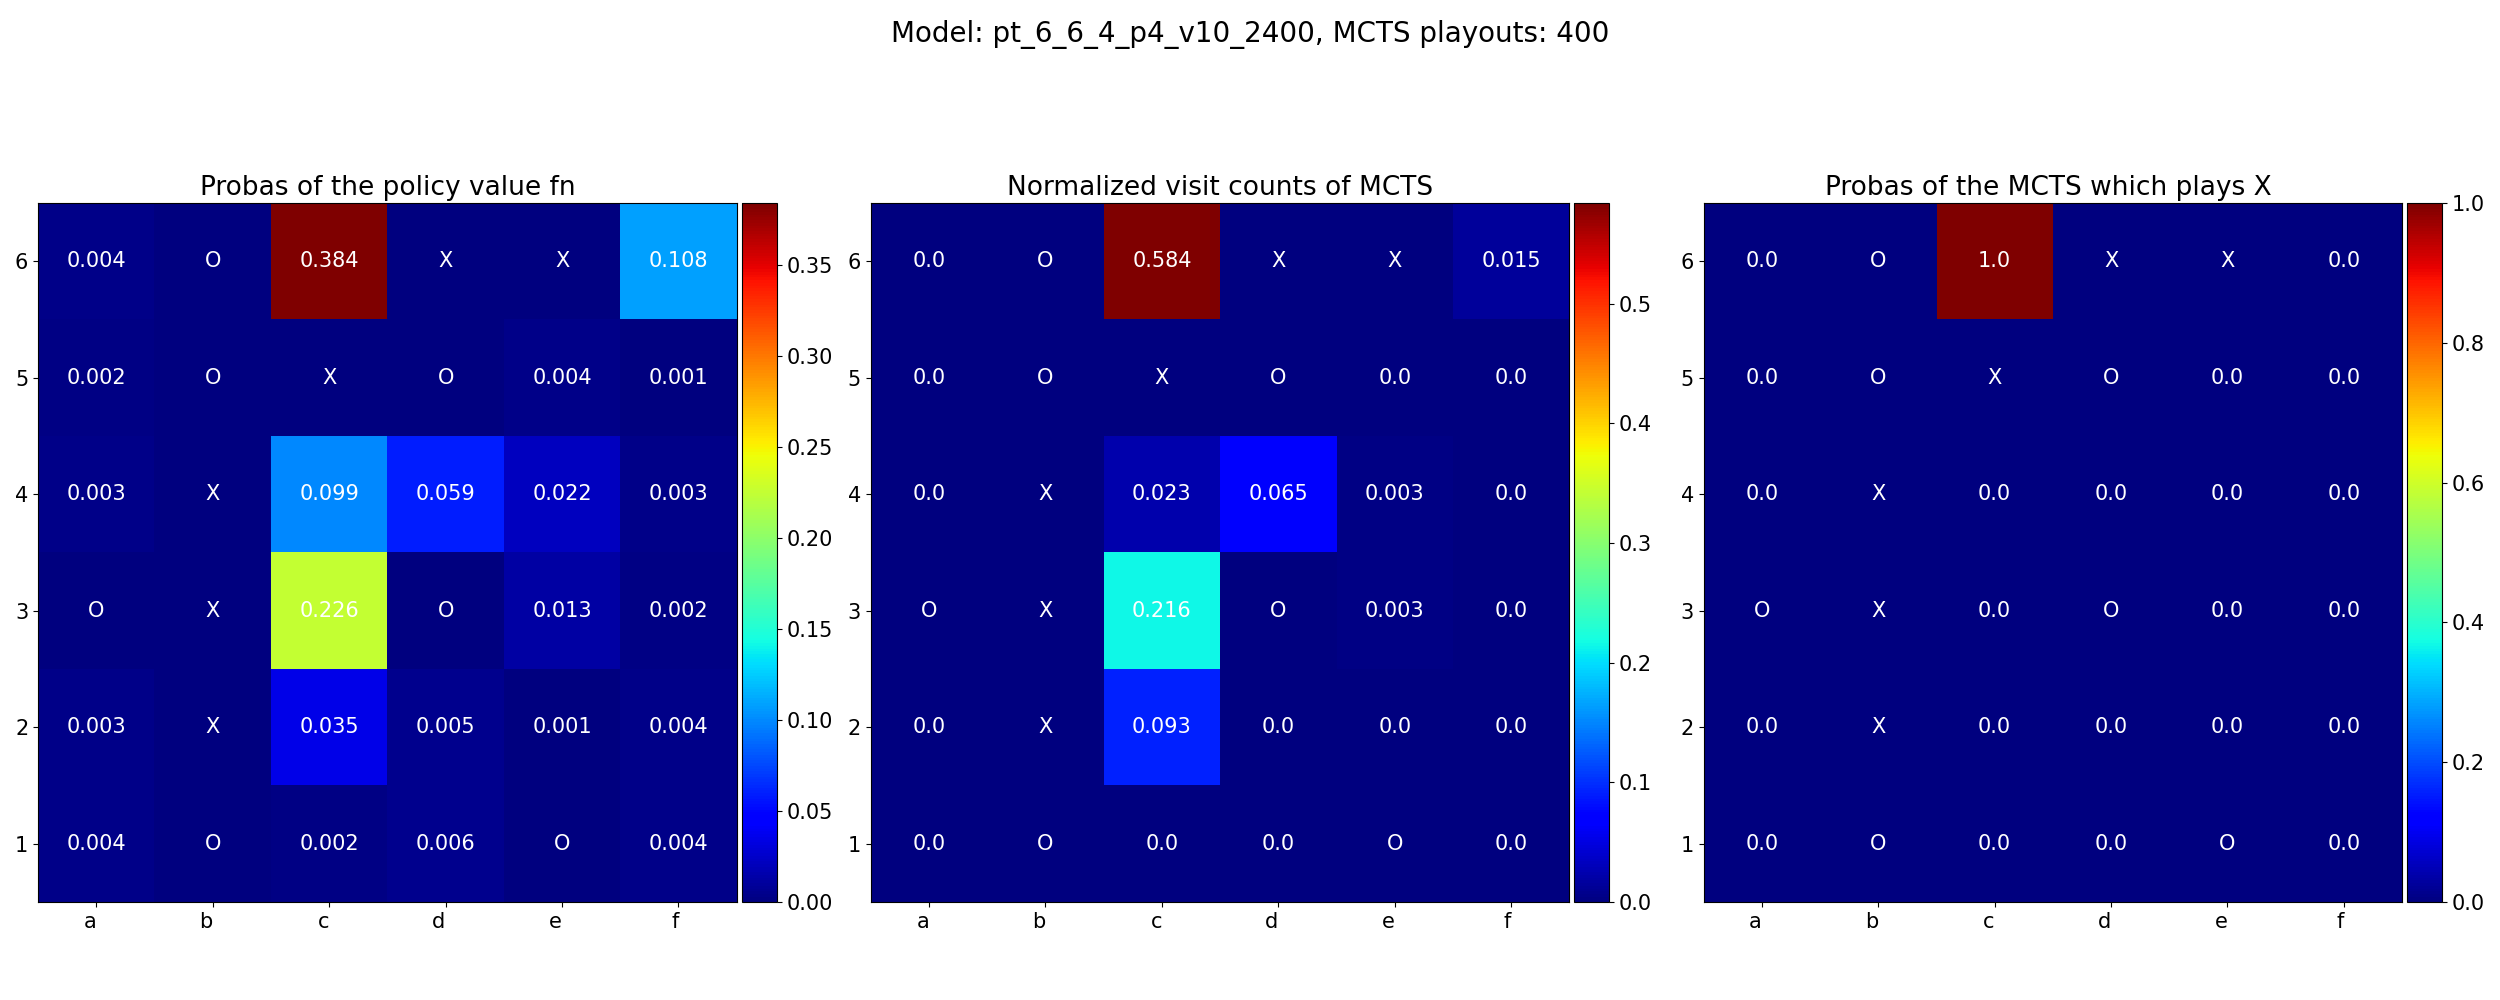 Model: pt_6_6_4_p4_v10_2400, MCTS playouts: 400
Probas of the policy value fn
6 0.004 O 0.384 X X 0.108
5 0.002 O X O 0.004 0.001
4 0.003 X 0.099 0.059 0.022 0.003
3 O X 0.226 O 0.013 0.002
2 0.003 X 0.035 0.005 0.001 0.004
1 0.004 O 0.002 0.006 O 0.004
a b c d e f
0.35
0.30
0.25
0.20
0.15
0.10
0.05
0.00
Normalized visit counts of MCTS
6 0.0 O 0.584 X X 0.015
5 0.0 O X O 0.0 0.0
4 0.0 X 0.023 0.065 0.003 0.0
3 O X 0.216 O 0.003 0.0
2 0.0 X 0.093 0.0 0.0 0.0
1 0.0 O 0.0 0.0 O 0.0
a b c d e f
0.5
0.4
0.3
0.2
0.1
0.0
Probas of the MCTS which plays X
6 0.0 O 1.0 X X 0.0
5 0.0 O X O 0.0 0.0
4 0.0 X 0.0 0.0 0.0 0.0
3 O X 0.0 O 0.0 0.0
2 0.0 X 0.0 0.0 0.0 0.0
1 0.0 O 0.0 0.0 O 0.0
a b c d e f
1.0
0.8
0.6
0.4
0.2
0.0